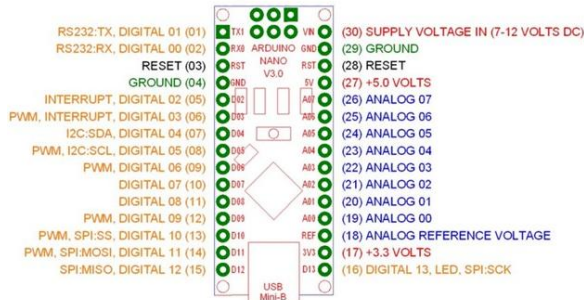 RS232:TX, DIGITAL 01 (01)
RS232:RX, DIGITAL 00 (02)
RESET (03)
GROUND (04)
INTERRUPT, DIGITAL 02 (05)
PWM, INTERRUPT, DIGITAL 03 (06)
I2C:SDA, DIGITAL 04 (07)
PWM, I2C:SCL, DIGITAL 05 (08)
PWM, DIGITAL 06 (09)
DIGITAL 07 (10)
DIGITAL 08 (11)
PWM, DIGITAL 09 (12)
PWM, SPI:SS, DIGITAL 10 (13)
PWM, SPI:MOSI, DIGITAL 11 (14)
SPI:MISO, DIGITAL 12 (15)
TX1
RX0
RST
GND
D02
D03
D04
D05
D06
D07
D08
D09
D10
D11
D12
ARDUINO
NANO
V3.0
USB
Mini-B
VIN
GND
RST
5V
A07
A06
A05
A04
A03
A02
A01
A00
REF
3V3
D13
(30) SUPPLY VOLTAGE IN (7-12 VOLTS DC)
(29) GROUND
(28) RESET
(27) +5.0 VOLTS
(26) ANALOG 07
(25) ANALOG 06
(24) ANALOG 05
(23) ANALOG 04
(22) ANALOG 03
(21) ANALOG 02
(20) ANALOG 01
(19) ANALOG 00
(18) ANALOG REFERENCE VOLTAGE
(17) +3.3 VOLTS
(16) DIGITAL 13, LED, SPI:SCK